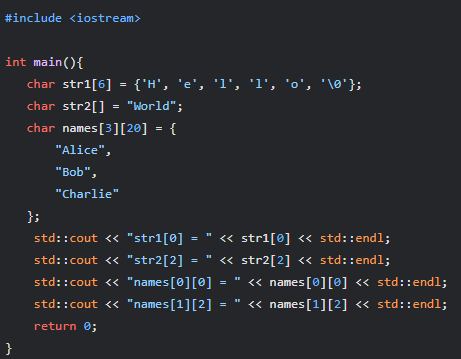 #include <iostream>

int main(){
   char str1[6] = {'H', 'e', 'l', 'l', 'o', '\0'};
   char str2[] = "World";
   char names[3][20] = {
       "Alice",
       "Bob",
       "Charlie"
   };
    std::cout << "str1[0] = " << str1[0] << std::endl;
    std::cout << "str2[2] = " << str2[2] << std::endl;
    std::cout << "names[0][0] = " << names[0][0] << std::endl;
    std::cout << "names[1][2] = " << names[1][2] << std::endl;
    return 0;
}